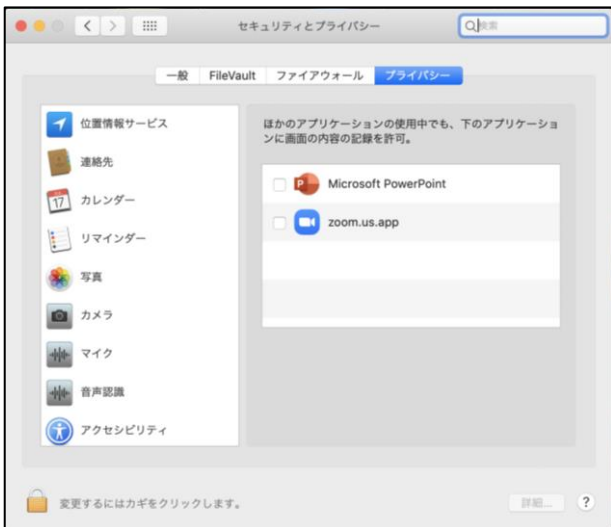 セキュリティとプライバシー
検索
一般
FileVault
ファイアウォール
プライバシー
位置情報サービス
連絡先
17
カレンダー
リマインダー
写真
カメラ
マイク
音声認識
アクセシビリティ
ほかのアプリケーションの使用中でも、下のアプリケーショ
ンに画面の内容の記録を許可。
P
Microsoft PowerPoint
zoom.us.app
変更するにはカギをクリックします。
詳細...
?